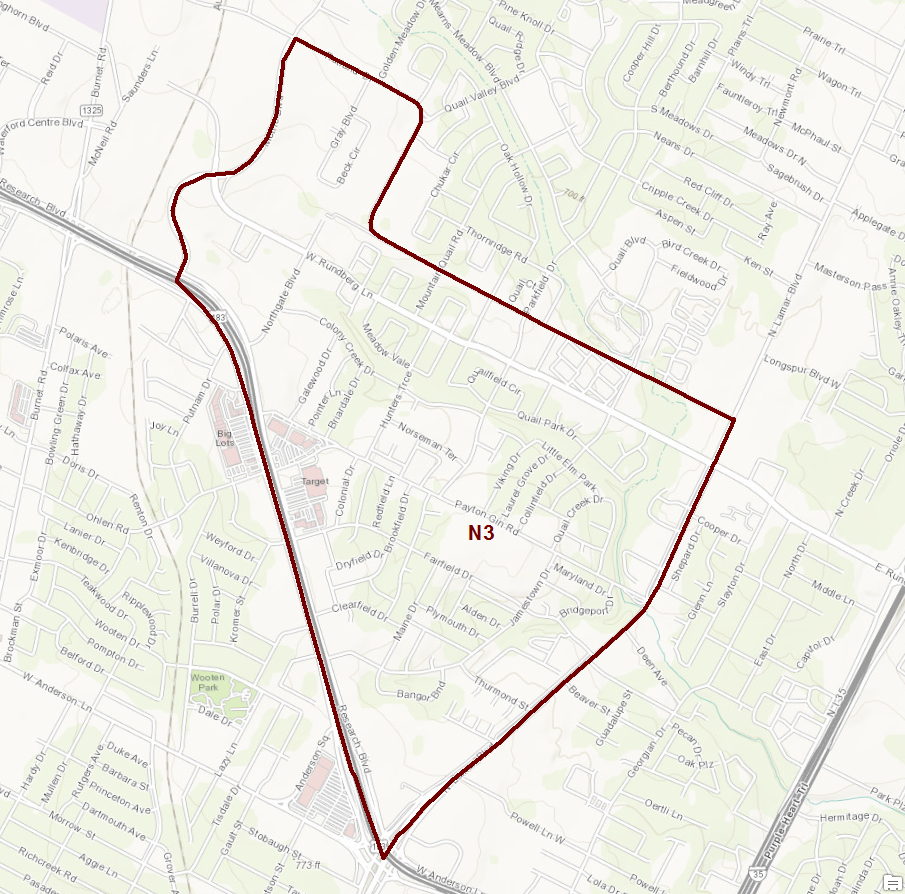 Pine Knoll Dr
Meadowgreen Dr
Prairie Trl
Reid Dr
Burnet Rd
Saunders Ln
Golden Meadow Dr
Mearns Meadow Blvd
Quail Ridge Dr
Cooper Hill Dr
Berthound Dr
Barnhill Dr
Plains Trl
Windy Trl
Wagon Trl
Fauntleroy Trl
Newmont Rd
1325
Waterford Centre Blvd
McNeil Rd
Gray Blvd
Beck Cir
Quail Valley Blvd
S Meadows Dr
Neans Dr
Meadows Dr N
McPhaul St
Sagebrush Dr
Chukar Cir
Oak Hollow Dr
700 ft
Red Cliff Dr
Cripple Creek Dr
Aspen St
Ray Ave
Applegate Dr
Research Blvd
Thornridge Rd
Quail Blvd
Bird Creek Dr
Ken St
Fieldwood Dr
Masterson Pass
Annie Oakley Trl
W Rundberg Ln
Mountain Quail Rd
Parkfield Dr
N Lamar Blvd
Northgate Blvd
183
Primrose Ln
Polaris Ave
Colfax Ave
Colony Creek Dr
Meadow Vale
Longspur Blvd W
Galewood Dr
Pointer Ln
Briardale Dr
Hunters Trce
Quailfield Cir
Quail Park Dr
Putnam Dr
Burnet Rd
Bowling Green Dr
Hathaway Dr
Joy Ln
Big
Lots
Norseman Ter
Little Elm Park
Oriole Dr
Target
Colonial Dr
Redfield Ln
Brookfield Dr
Viking Dr
Laurel Grove Dr
Collinfield Dr
Quail Creek Dr
N Creek Dr
Doris Dr
Renton Dr
Payton Gin Rd
N3
Cooper Dr
Ohlen Rd
Lanier Dr
Kenbridge Dr
Exmoor Dr
Teakwood Dr
Ripplewood Dr
Weyford Dr
Villanova Dr
Dryfield Dr
Fairfield Dr
Maryland Dr
Jamestown Dr
Bridgeport Dr
Shepard Dr
Glenn Ln
Slayton Dr
North Dr
Middle Ln
E Run
Brockman St
Wooten Dr
Pompton Dr
Belford Dr
Burrell Dr
Polar Dr
Kromer St
Clearfield Dr
Maine Dr
Plymouth Dr
Alden Dr
East Dr
Capitol Dr
Deen Ave
W Anderson Ln
Wooten
Park
Dale Dr
Bangor Bnd
Thurmond St
Beaver St
Guadalupe St
Pecan Dr
N I-35
Georgian Dr
Oak Plz
Research Blvd
Anderson Sq
Lazy Ln
Duke Ave
Barbara St
Princeton Ave
Dartmouth Ave
Hardy Dr
Mullen Dr
Rutgers Ave
Morrow St
Aggie Ln
Richcreek Rd
Tisdale Dr
Gault St
Stobaugh St
773 ft
Grover Ave
Powell Ln W
Oertli Ln
Purple Heart Trl
Park Plz
Hermitage Dr
W Anderson Ln
Lola Dr
Powell Ln
35